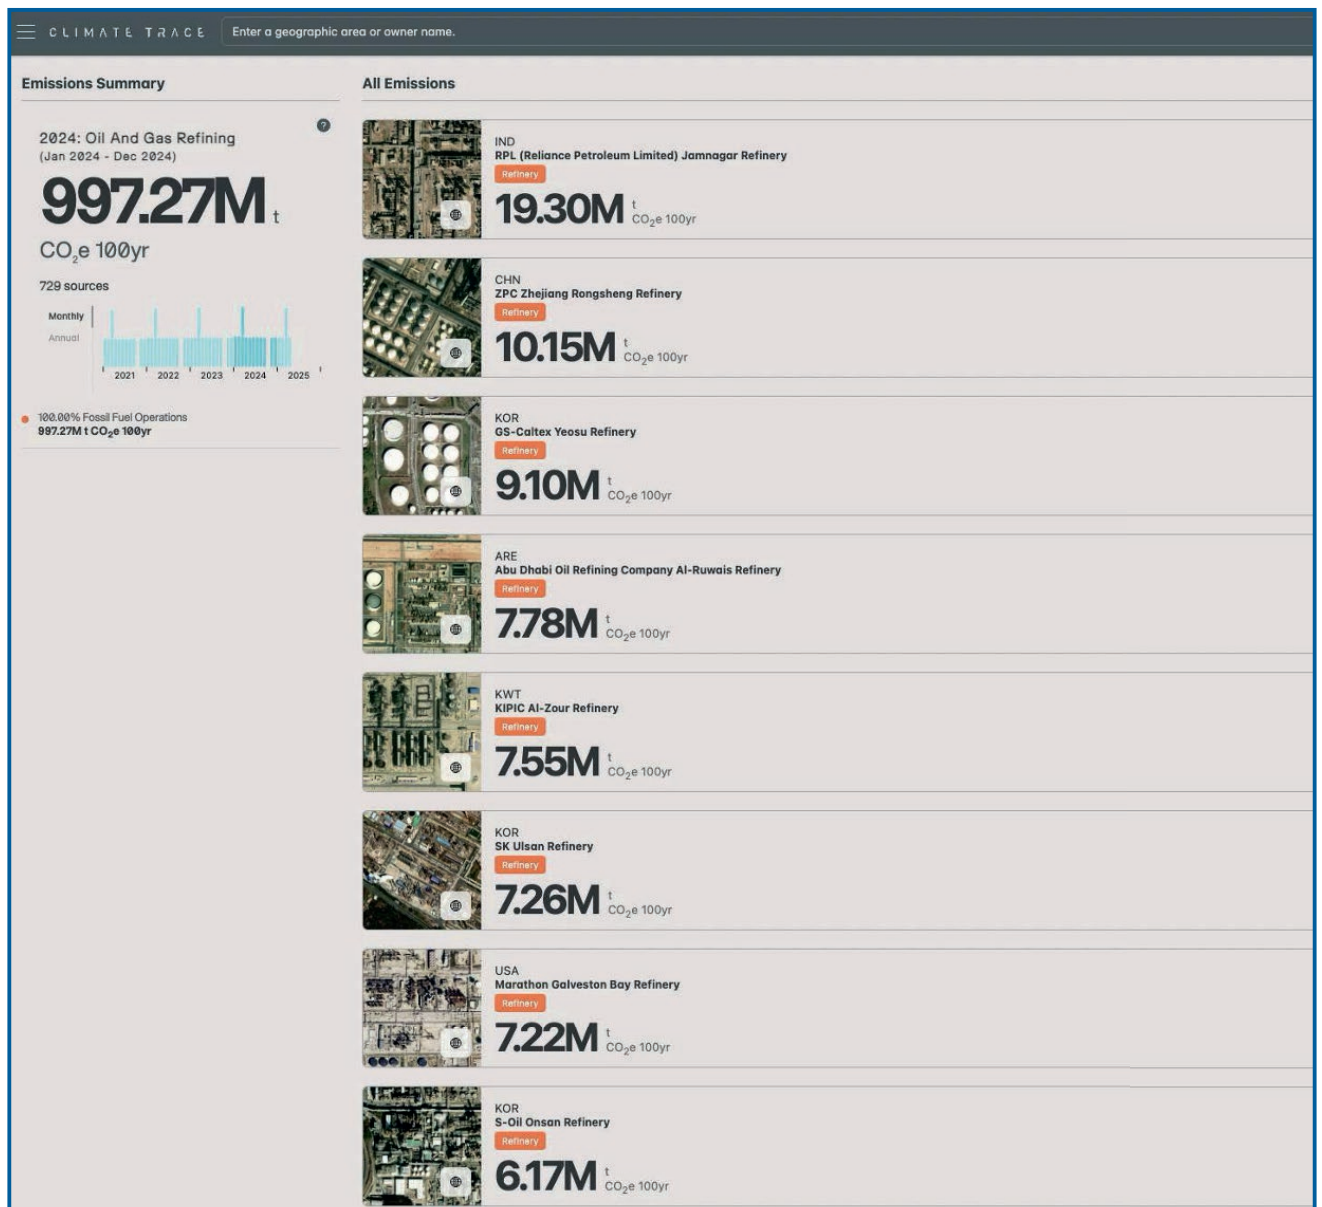 CLIMATE TRACE
Enter a geographic area or owner name.
Emissions Summary
?
2024: Oil And Gas Refining
(Jan 2024 - Dec 2024)
997.27M t
CO₂e 100yr
729 sources
Monthly
Annual
2021 2022 2023 2024 2025
100.00% Fossil Fuel Operations
997.27M t CO₂e 100yr
All Emissions
IND
RPL (Reliance Petroleum Limited) Jamnagar Refinery
Refinery
19.30M t
CO₂e 100yr
CHN
ZPC Zhejiang Rongsheng Refinery
Refinery
10.15M t
CO₂e 100yr
KOR
GS-Caltex Yeosu Refinery
Refinery
9.10M t
CO₂e 100yr
ARE
Abu Dhabi Oil Refining Company Al-Ruwais Refinery
Refinery
7.78M t
CO₂e 100yr
KWT
KIPIC Al-Zour Refinery
Refinery
7.55M t
CO₂e 100yr
KOR
SK Ulsan Refinery
Refinery
7.26M t
CO₂e 100yr
USA
Marathon Galveston Bay Refinery
Refinery
7.22M t
CO₂e 100yr
KOR
S-Oil Onsan Refinery
Refinery
6.17M t
CO₂e 100yr